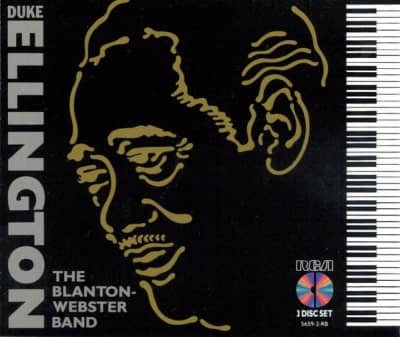 DUKE
ELLINGTON
THE
BLANTON-
WEBSTER
BAND
RCA
3 DISC SET
5659-2-RB